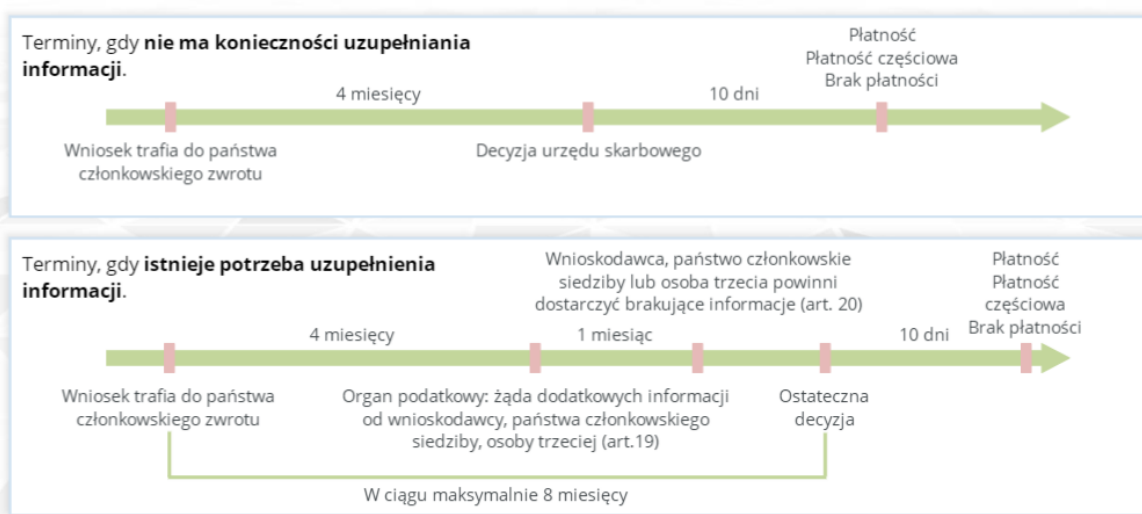 Terminy, gdy nie ma konieczności uzupełniania
informacji.
Płatność
Płatność częściowa
Brak płatności
4 miesięcy
10 dni
Wniosek trafia do państwa
członkowskiego zwrotu
Decyzja urzędu skarbowego
Terminy, gdy istnieje potrzeba uzupełnienia
informacji.
Wnioskodawca, państwo członkowskie
siedziby lub osoba trzecia powinni
dostarczyć brakujące informacje (art. 20)
Płatność
Płatność
częściowa
Brak płatności
4 miesięcy
1 miesiąc
10 dni
Wniosek trafia do państwa
członkowskiego zwrotu
Organ podatkowy: żąda dodatkowych informacji
od wnioskodawcy, państwa członkowskiego
siedziby, osoby trzeciej (art.19)
Ostateczna
decyzja
W ciągu maksymalnie 8 miesięcy